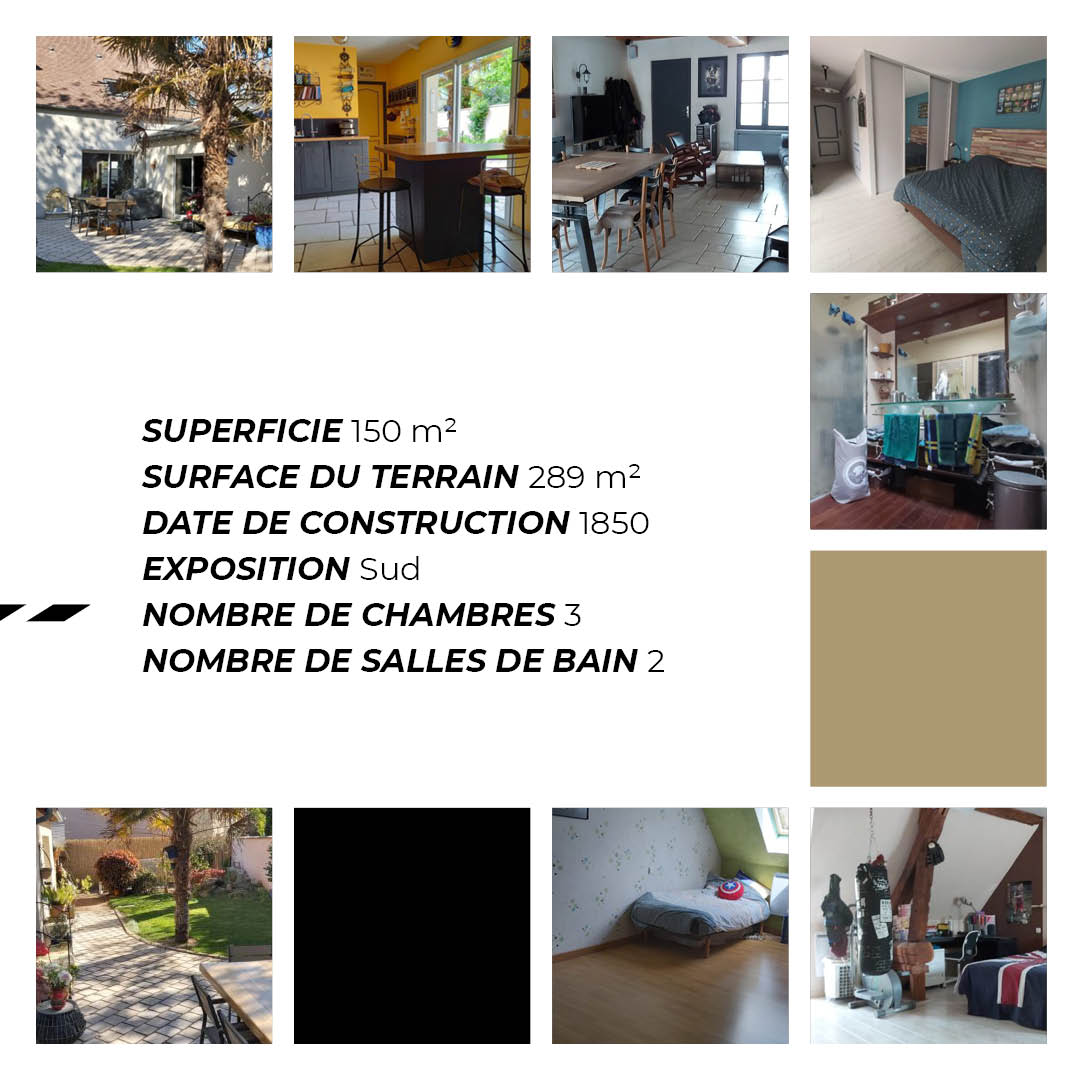 SUPERFICIE 150 m²
SURFACE DU TERRAIN 289 m²
DATE DE CONSTRUCTION 1850
EXPOSITION Sud
NOMBRE DE CHAMBRES 3
NOMBRE DE SALLES DE BAIN 2